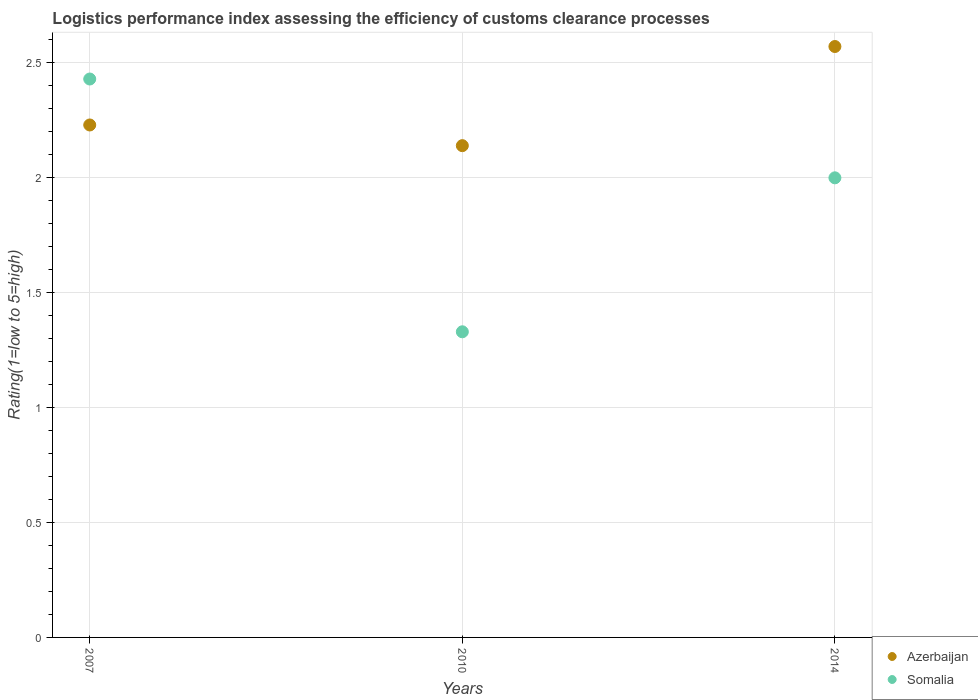 Logistics performance index assessing the efficiency of customs clearance processes
Rating(1=low to 5=high)
2.5
2
1.5
1
0.5
0
2007
2010
2014
Years
Azerbaijan
Somalia